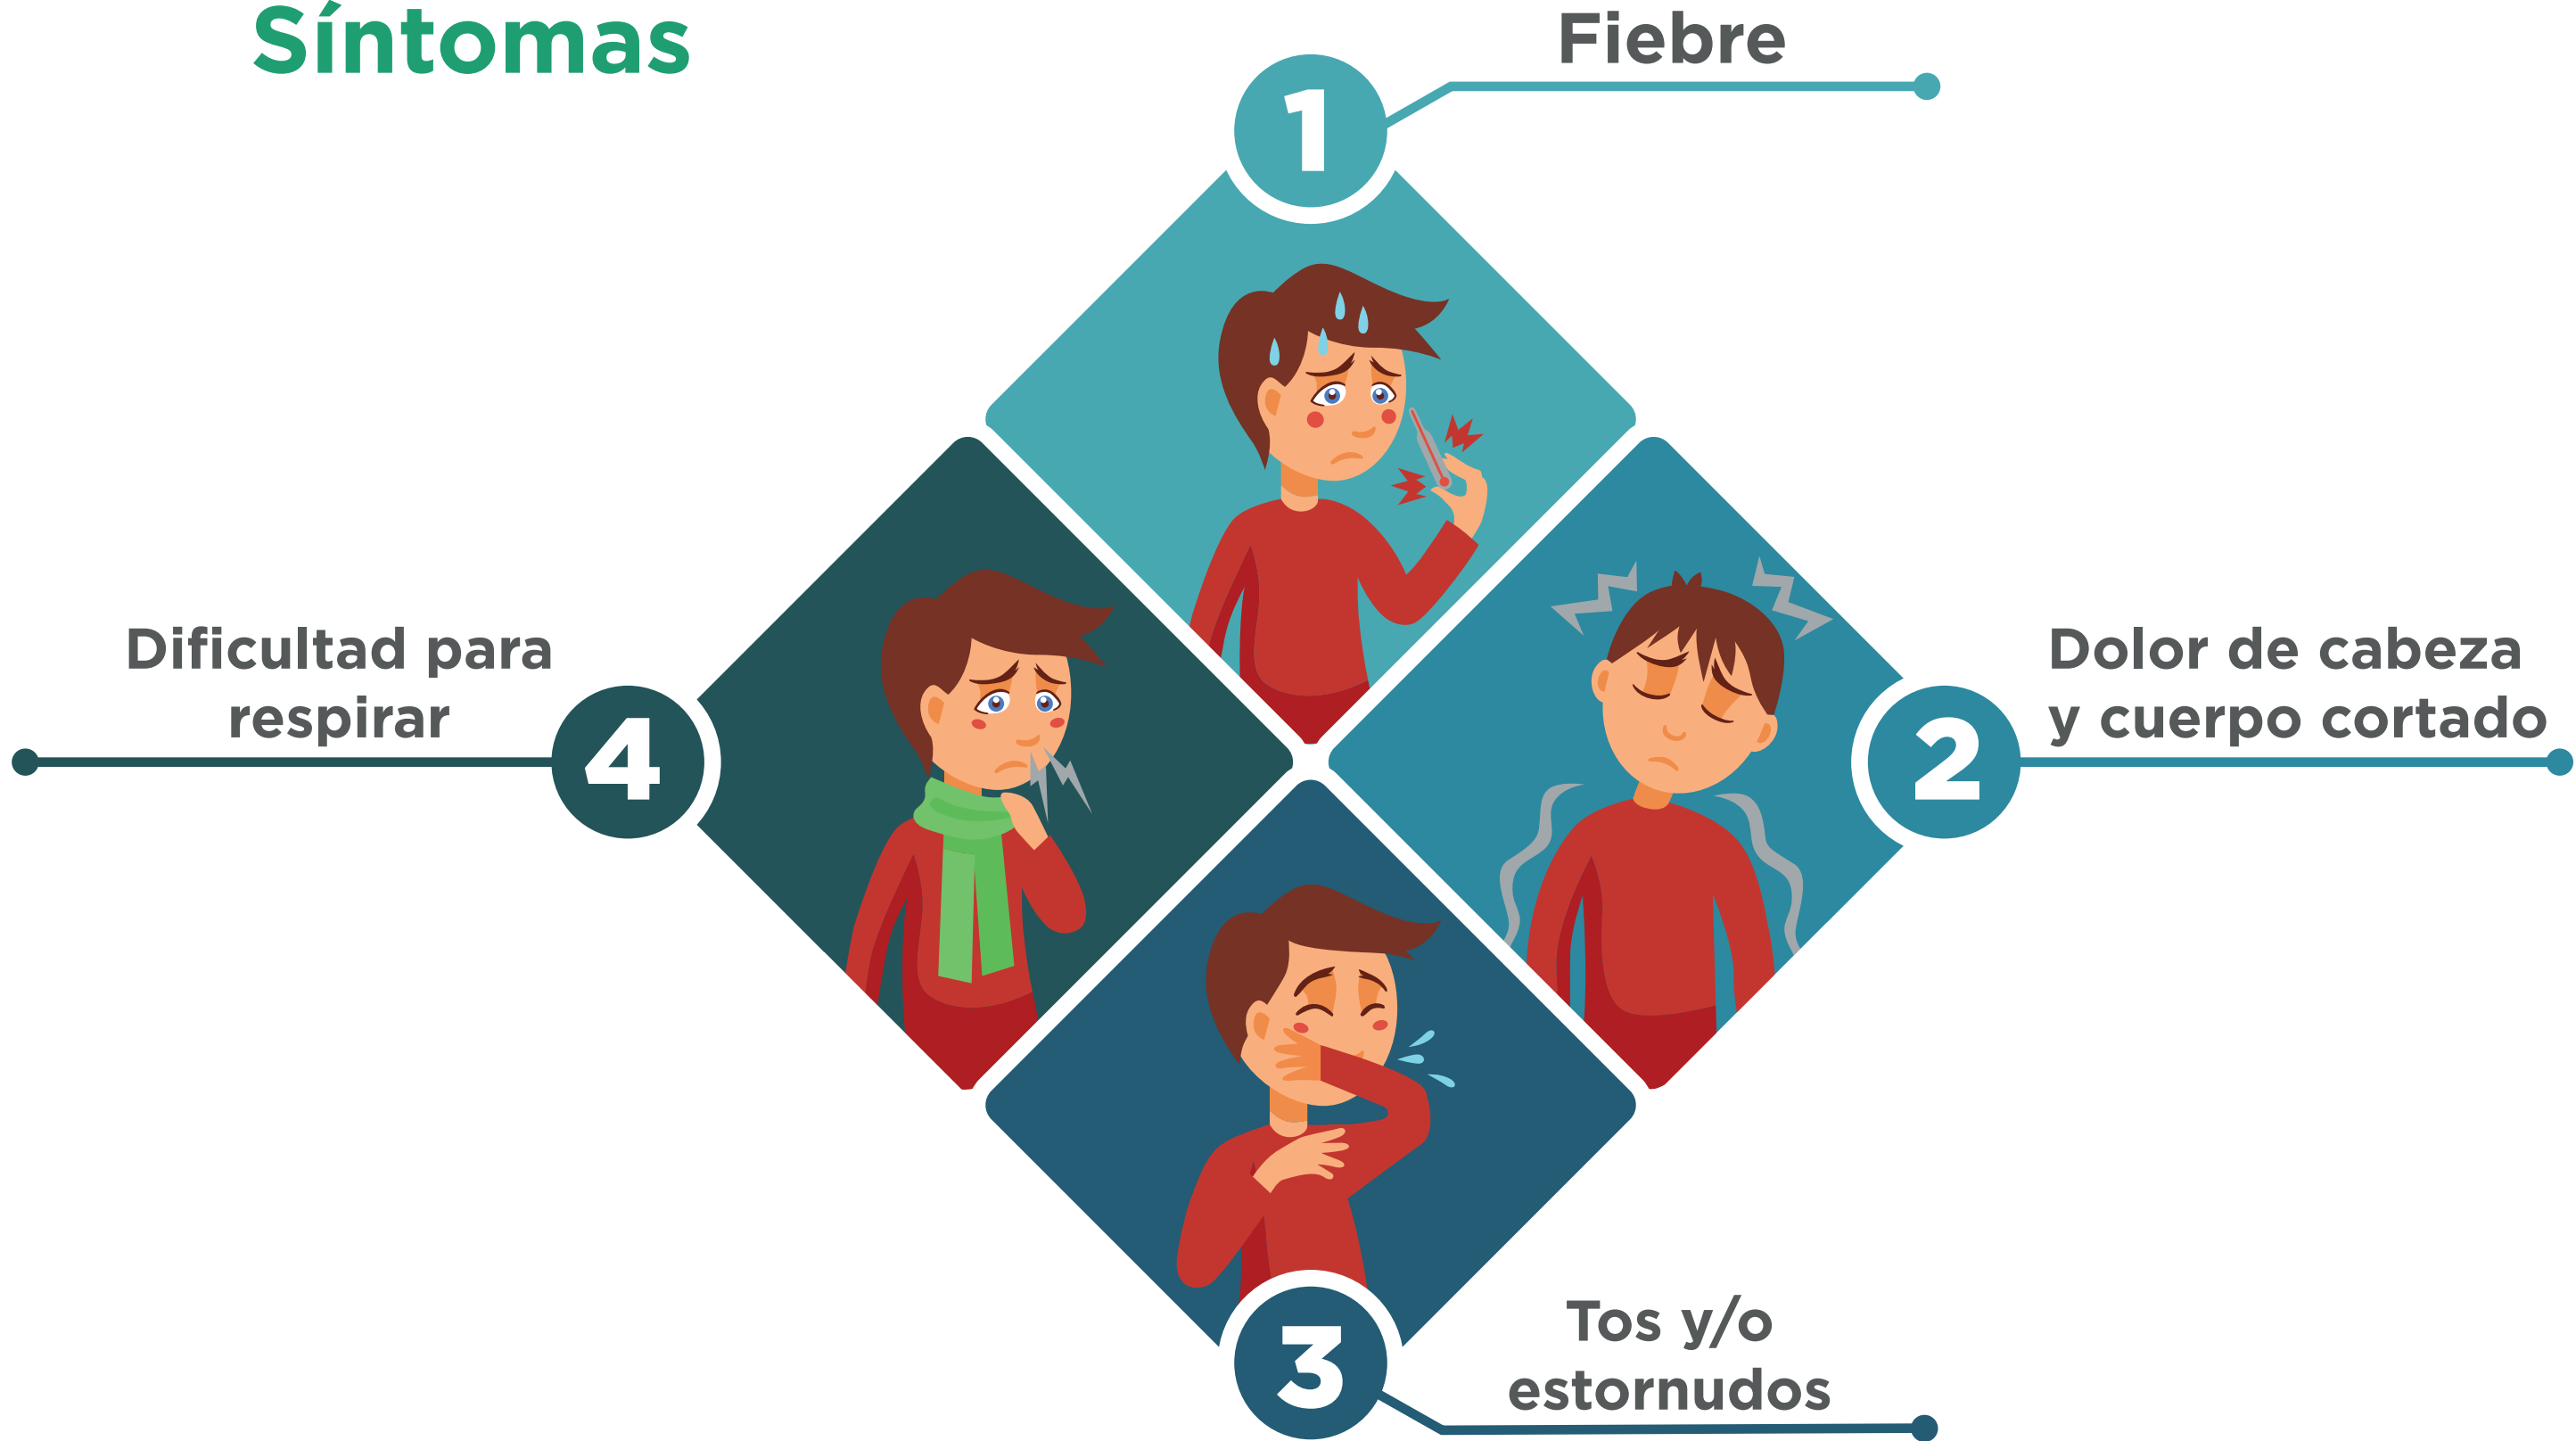 Síntomas
1
Fiebre
2
Dolor de cabeza
y cuerpo cortado
3
Tos y/o
estornudos
4
Dificultad para
respirar